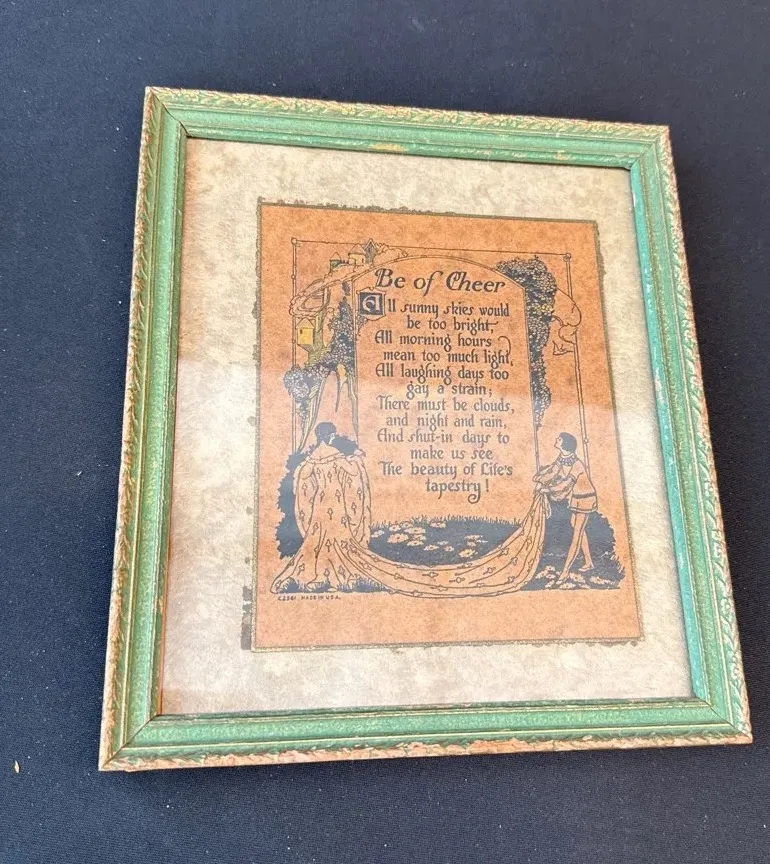 Be of Cheer
All sunny skies would
be too bright,
All morning hours
mean too much light,
All laughing days too
gay a strain;
There must be clouds,
and night and rain,
And shut-in days to
make us see
The beauty of Life's
tapestry!
MADE IN U.S.A.